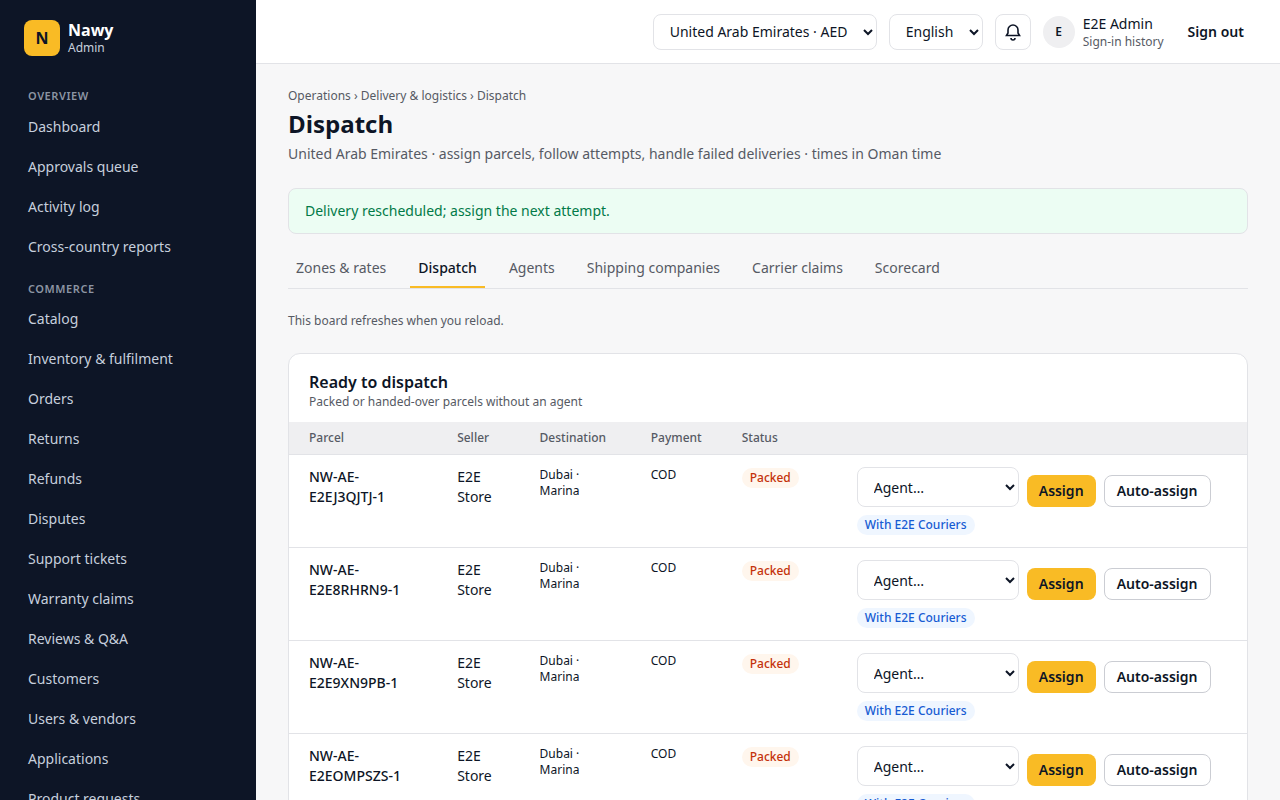 N
Nawy
Admin
OVERVIEW
Dashboard
Approvals queue
Activity log
Cross-country reports
COMMERCE
Catalog
Inventory & fulfilment
Orders
Returns
Refunds
Disputes
Support tickets
Warranty claims
Reviews & Q&A
Customers
Users & vendors
Applications
Product requests
United Arab Emirates · AED
English
E
E2E Admin
Sign-in history
Sign out
Operations › Delivery & logistics › Dispatch
Dispatch
United Arab Emirates · assign parcels, follow attempts, handle failed deliveries · times in Oman time
Delivery rescheduled; assign the next attempt.
Zones & rates Dispatch Agents Shipping companies Carrier claims Scorecard
This board refreshes when you reload.
Ready to dispatch
Packed or handed-over parcels without an agent
Parcel Seller Destination Payment Status
NW-AE-
E2EJ3QJTJ-1
E2E
Store
Dubai ·
Marina
COD
Packed
Agent...
Assign
Auto-assign
With E2E Couriers
NW-AE-
E2E8RHRN9-1
E2E
Store
Dubai ·
Marina
COD
Packed
Agent...
Assign
Auto-assign
With E2E Couriers
NW-AE-
E2E9XN9PB-1
E2E
Store
Dubai ·
Marina
COD
Packed
Agent...
Assign
Auto-assign
With E2E Couriers
NW-AE-
E2EOMPSZS-1
E2E
Store
Dubai ·
Marina
COD
Packed
Agent...
Assign
Auto-assign